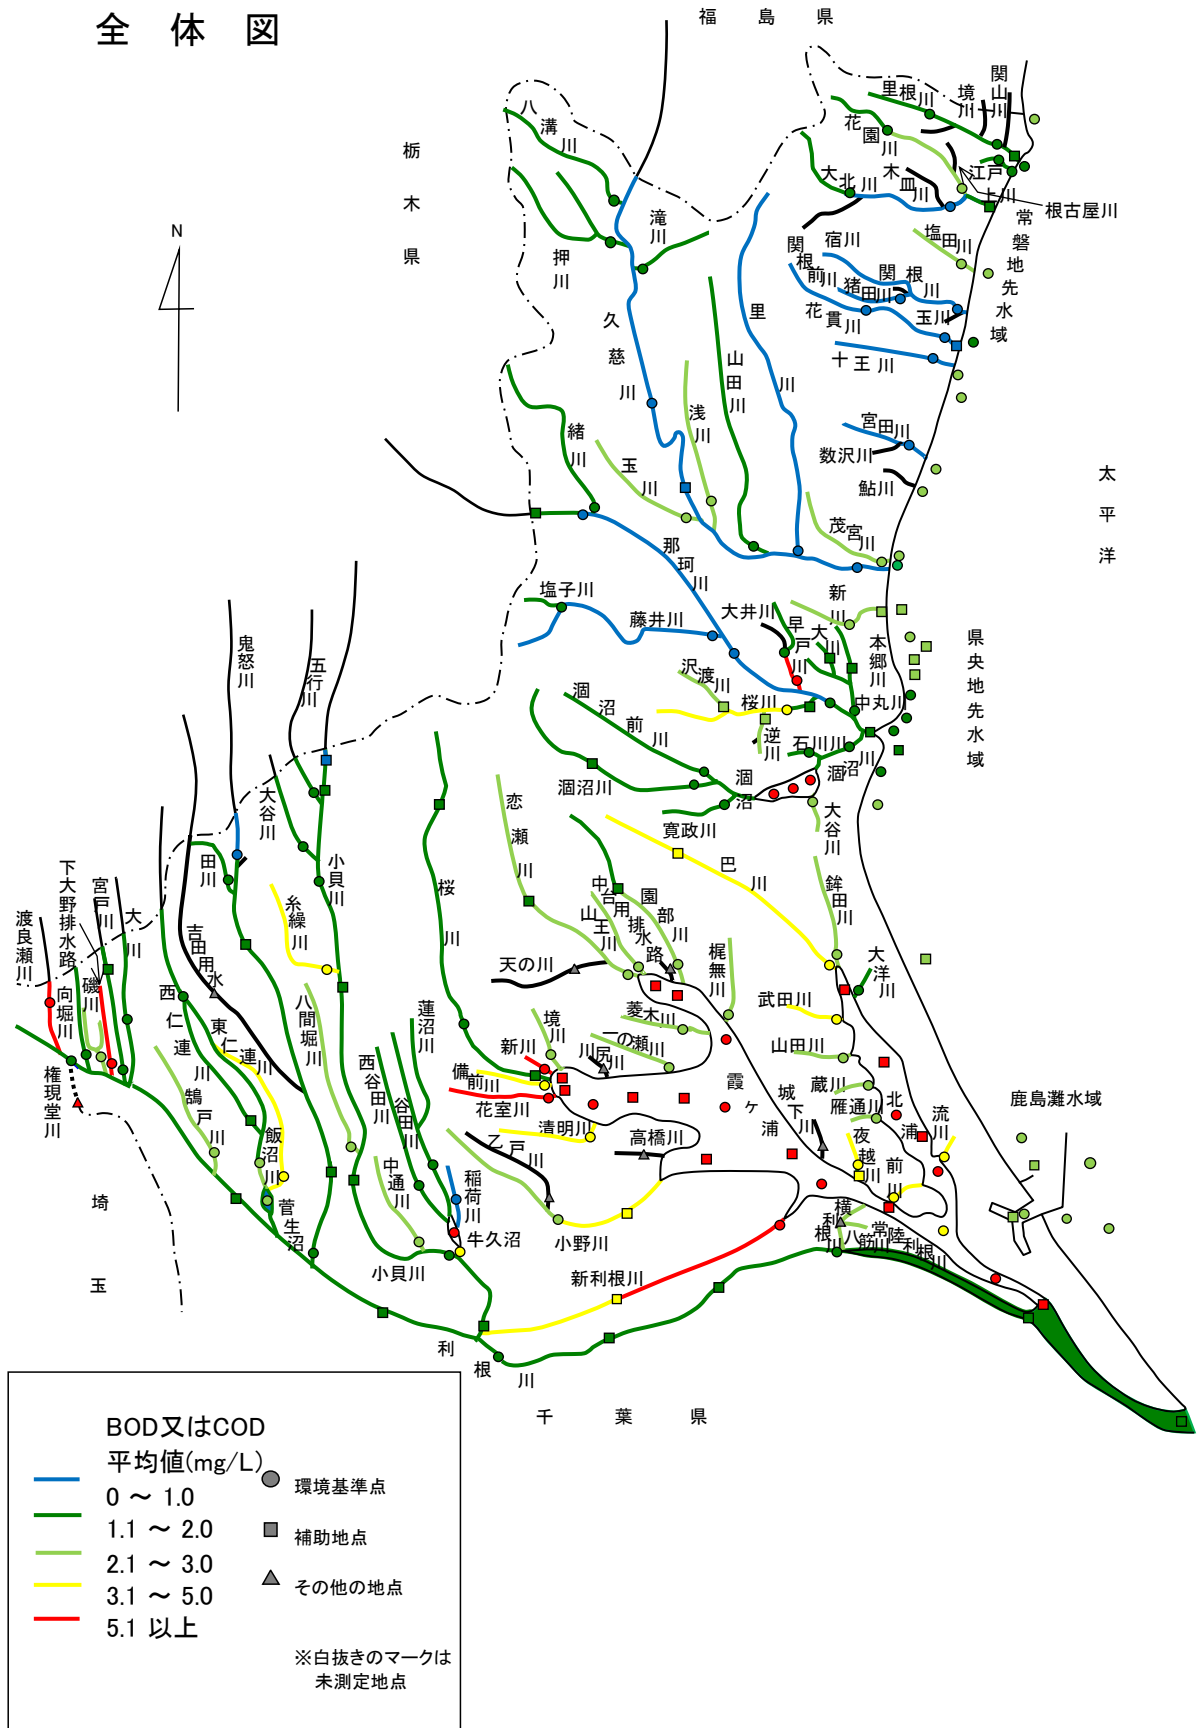 全体図
福島県
栃木県
N
八溝川
押川
滝川
久慈川
里根川
境川
関山川
花園川
大北川
木皿川
江戸上川
根古屋川
常磐地先水域
塩田川
宿川
関根前川
関根川
猪田川
花貫川
玉川
十王川
里川
山田川
浅川
宮田川
数沢川
鮎川
緒川
玉川
茂宮川
太平洋
那珂川
塩子川
藤井川
大井川
早戸川
大川
新川
本郷川
中丸川
県央地先水域
鬼怒川
五行川
沢渡川
桜川
逆川
石川川
涸沼川
涸沼前川
涸沼川
涸沼
大谷川
寛政川
巴川
鉾田川
大洋川
恋瀬川
桜川
大谷川
小貝川
田川
糸繰川
吉田用水
下大野排水路
宮戸川
大川
渡良瀬川
向堀川
磯川
権現堂川
西仁連川
東仁連川
鵠戸川
飯沼川
菅生沼
八間堀川
西谷田川
谷田川
蓮沼川
中通川
稲荷川
牛久沼
小貝川
中台用排水路
山王川
園部川
天の川
梶無川
菱木川
一の瀬川
川尻川
境川
新川
備前川
花室川
清明川
高橋川
乙戸川
小野川
新利根川
霞ヶ浦
城下川
武田川
山田川
蔵川
雁通川
北浦
流川
夜越川
前川
横利根川
八筋川
常陸利根川
鹿島灘水域
埼玉
利根川
千葉県
BOD又はCOD
平均値(mg/L)
0 ～ 1.0
1.1 ～ 2.0
2.1 ～ 3.0
3.1 ～ 5.0
5.1 以上
環境基準点
補助地点
その他の地点
※白抜きのマークは
未測定地点